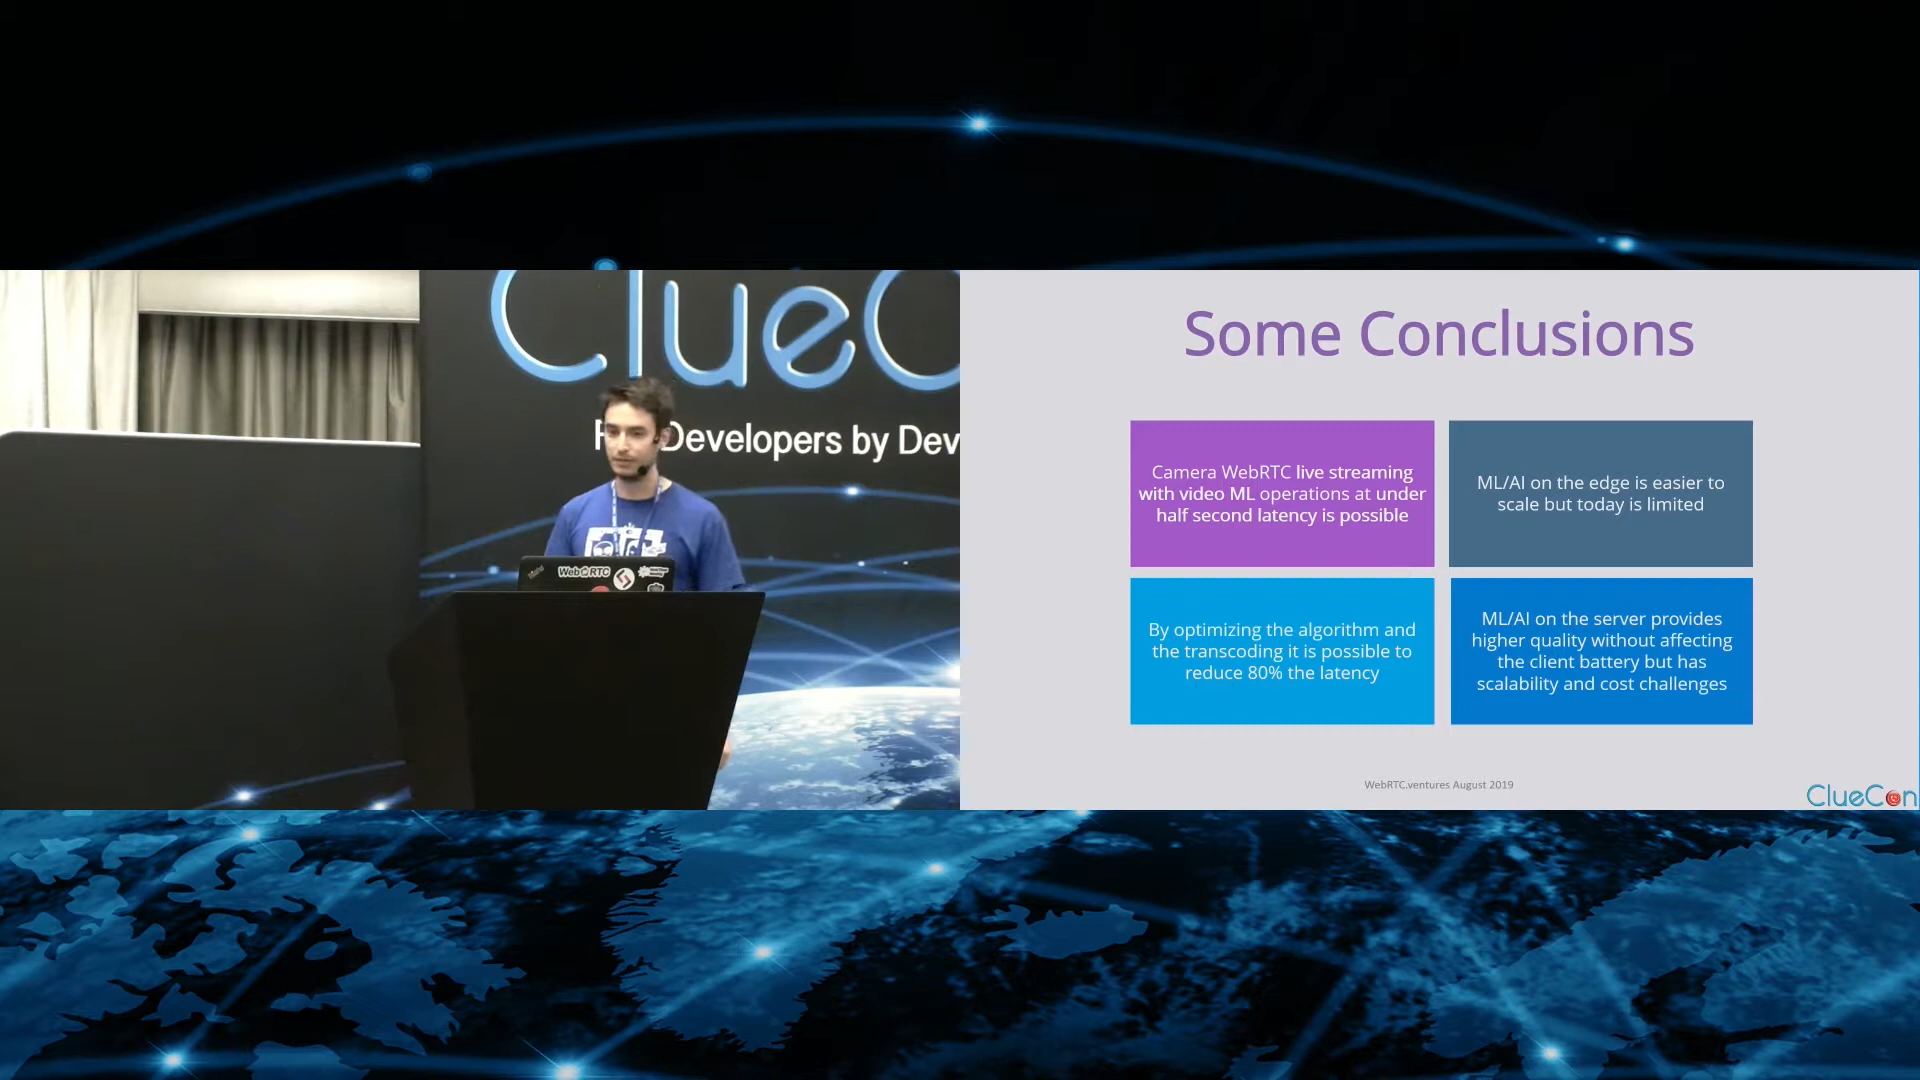 ClueC
Developers by Dev
Web RTC
Some Conclusions
Camera WebRTC live streaming
with video ML operations at under
half second latency is possible
ML/AI on the edge is easier to
scale but today is limited
By optimizing the algorithm and
the transcoding it is possible to
reduce 80% the latency
ML/AI on the server provides
higher quality without affecting
the client battery but has
scalability and cost challenges
WebRTC.ventures August 2019
ClueCon